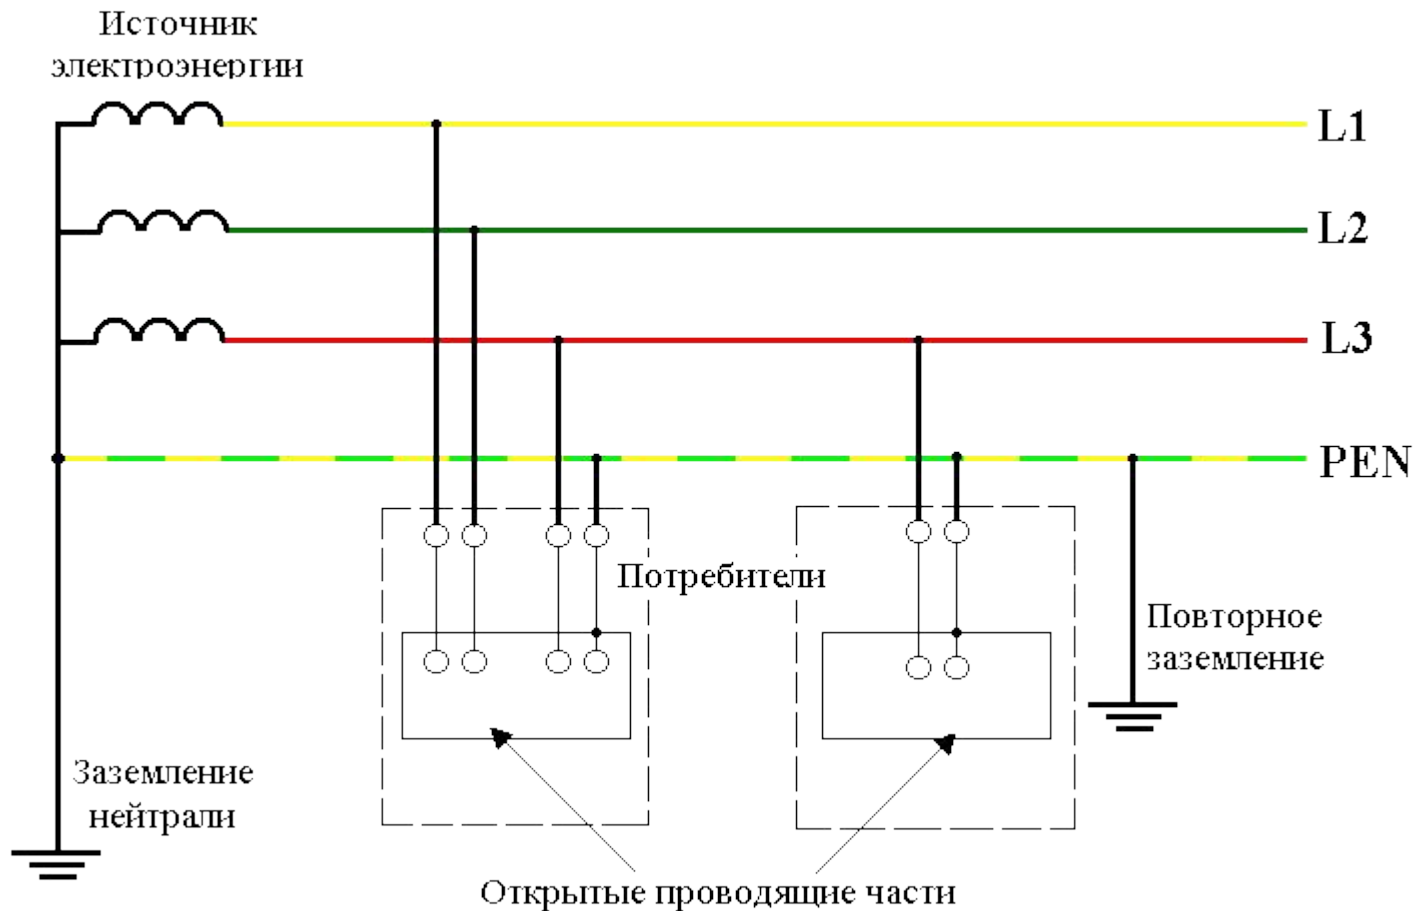 Источник
электроэнергии
L1
L2
L3
PEN
Потребители
Повторное
заземление
Заземление
нейтрали
Открытые проводящие части